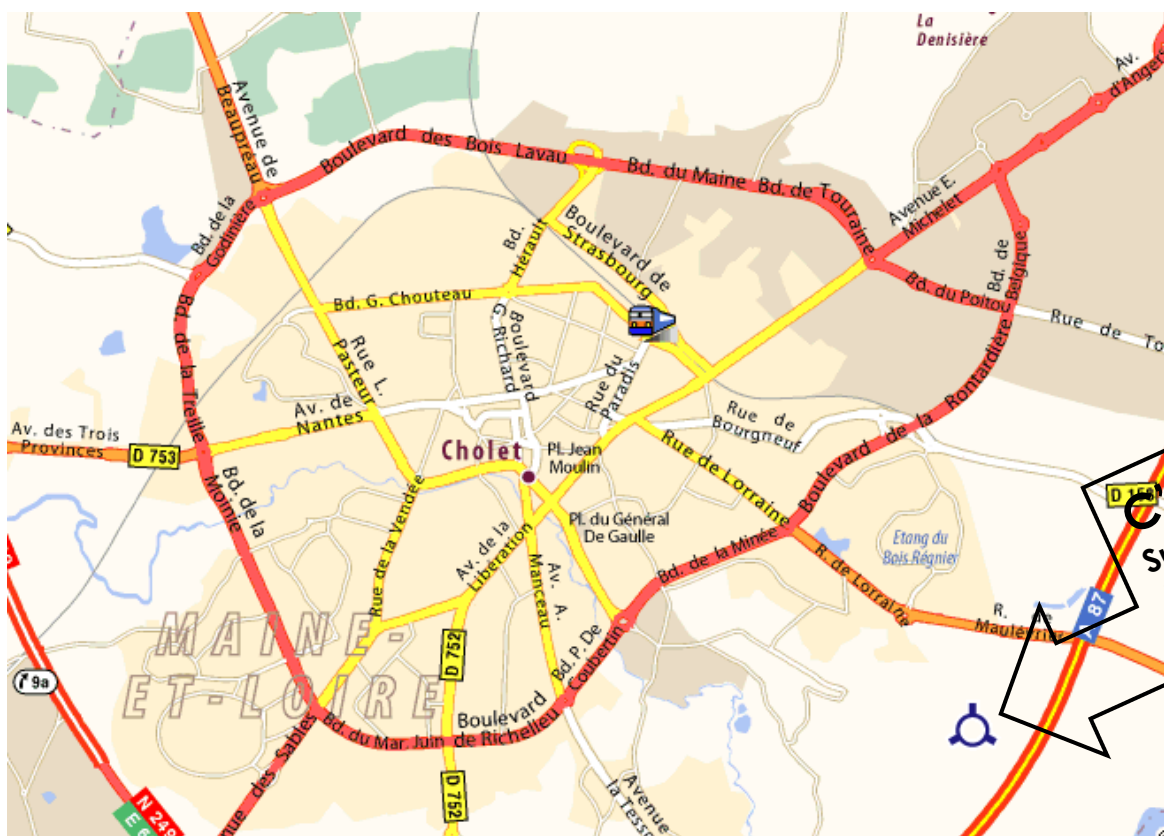 La
Denisière
Av.
d'Angers
Avenue de
Beaupréau
Boulevard des Bois Lavau
Bd. du Maine
Bd. de Touraine
Avenue E.
Michelet
Bd. de la
Godinière
Bd.
Hérault
Boulevard de
Strasbourg
Bd. de
Belgique
Bd. du Poitou
Rue de To
Bd. G. Chouteau
Boulevard
G. Richard
Bd. de la Treille
Rue L.
Pasteur
Rue du
Paradis
Av. de
Nantes
Rue de
Bourgneuf
Boulevard de la Rontardière
Av. des Trois
Provinces
D 753
Cholet
Pl. Jean
Moulin
Rue de Lorraine
Bd. de la
Moinie
Rue de la Vendée
Av. de la
Libération
Pl. du Général
De Gaulle
Etang du
Bois Régnier
Bd. de la Minée
Av. A.
Manceau
R. de Lorraine
R.
Maulévrier
A 87
MAINE-
ET-LOIRE
D 752
Bd. P. De
Coubertin
9a
Boulevard
de Richelieu
Bd. du Mar. Juin
nue des Sables
D 752
Avenue
la Tesso
N 249
E 6